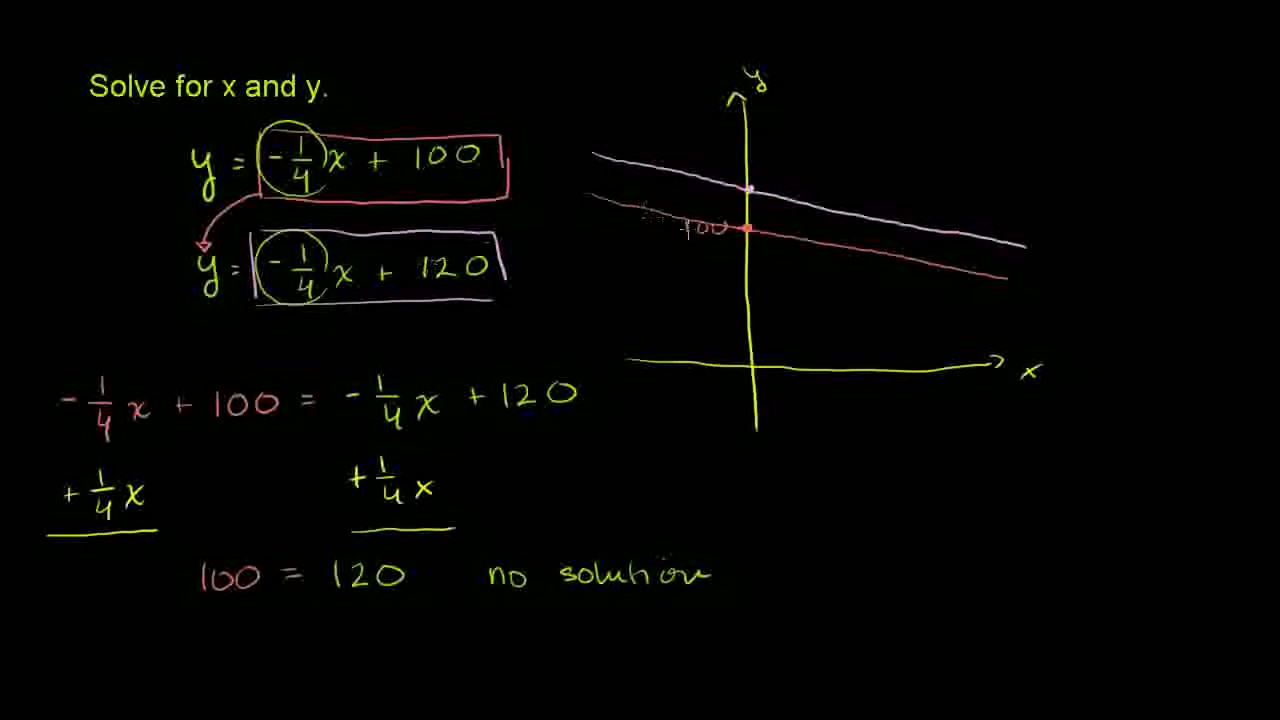 Solve for x and y.
y = -1/4 x + 100
y = -1/4 x + 120
-1/4 x + 100 = -1/4 x + 120
+1/4 x +1/4 x
100 = 120 no solution
y
100
x